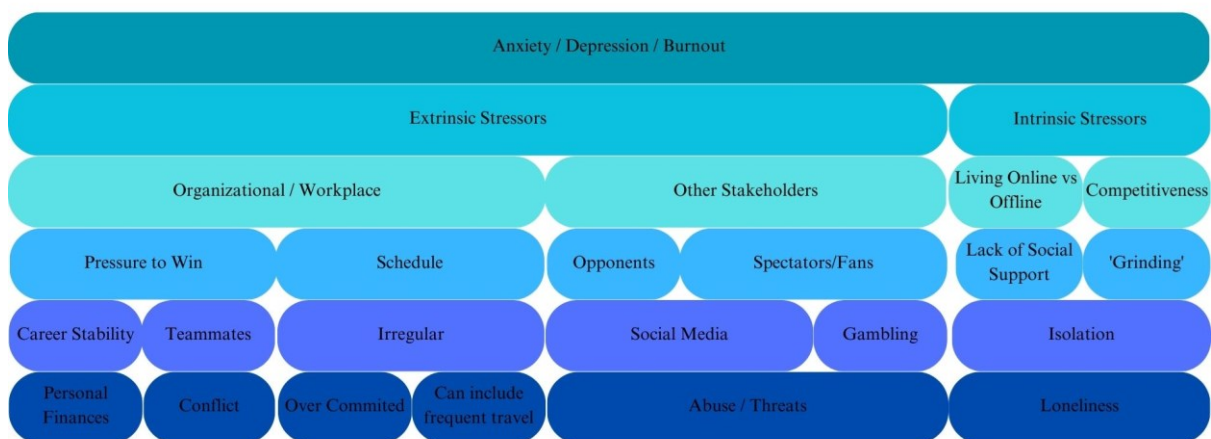 Anxiety / Depression / Burnout
Extrinsic Stressors
Intrinsic Stressors
Organizational / Workplace
Other Stakeholders
Living Online vs
Offline
Competitiveness
Pressure to Win
Schedule
Opponents
Spectators/Fans
Lack of Social
Support
'Grinding'
Career Stability
Teammates
Irregular
Social Media
Gambling
Isolation
Personal
Finances
Conflict
Over Commited
Can include
frequent travel
Abuse / Threats
Loneliness